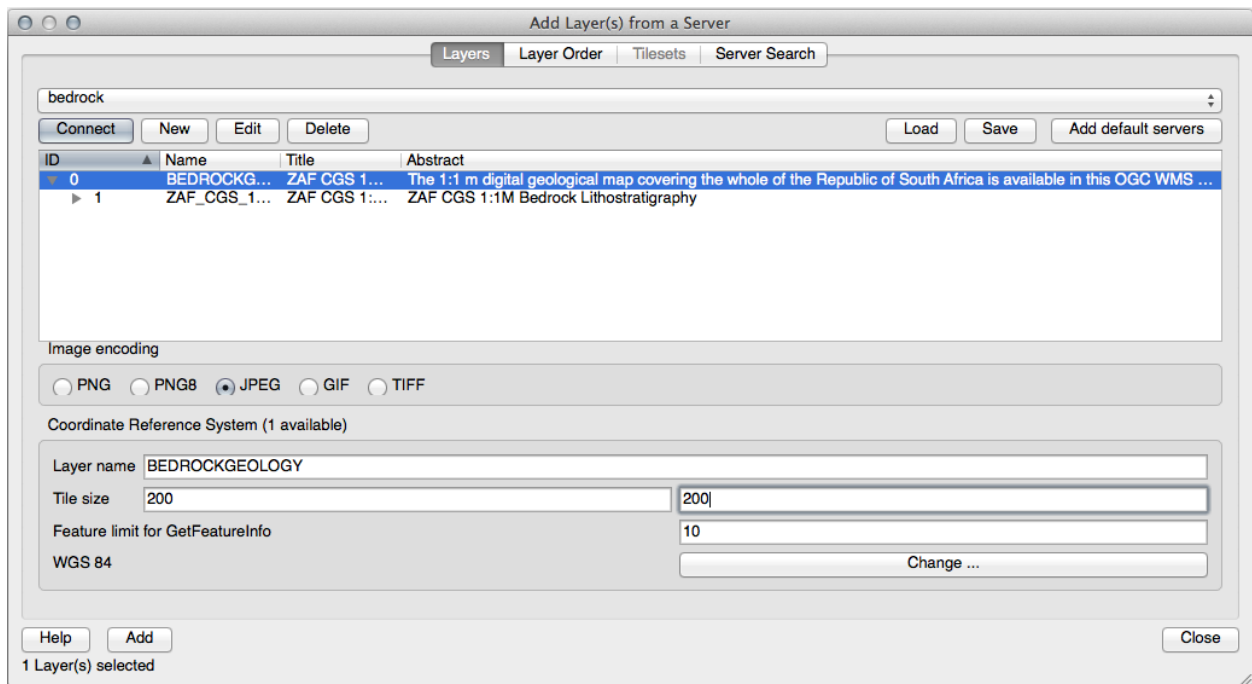 Add Layer(s) from a Server
Layers Layer Order Tilesets Server Search
bedrock
Connect New Edit Delete Load Save Add default servers
ID Name Title Abstract
0 BEDROCKG... ZAF CGS 1... The 1:1 m digital geological map covering the whole of the Republic of South Africa is available in this OGC WMS ...
1 ZAF_CGS_1... ZAF CGS 1:... ZAF CGS 1:1M Bedrock Lithostratigraphy
Image encoding
PNG PNG8 JPEG GIF TIFF
Coordinate Reference System (1 available)
Layer name BEDROCKGEOLOGY
Tile size 200 200
Feature limit for GetFeatureInfo 10
WGS 84 Change ...
Help Add Close
1 Layer(s) selected